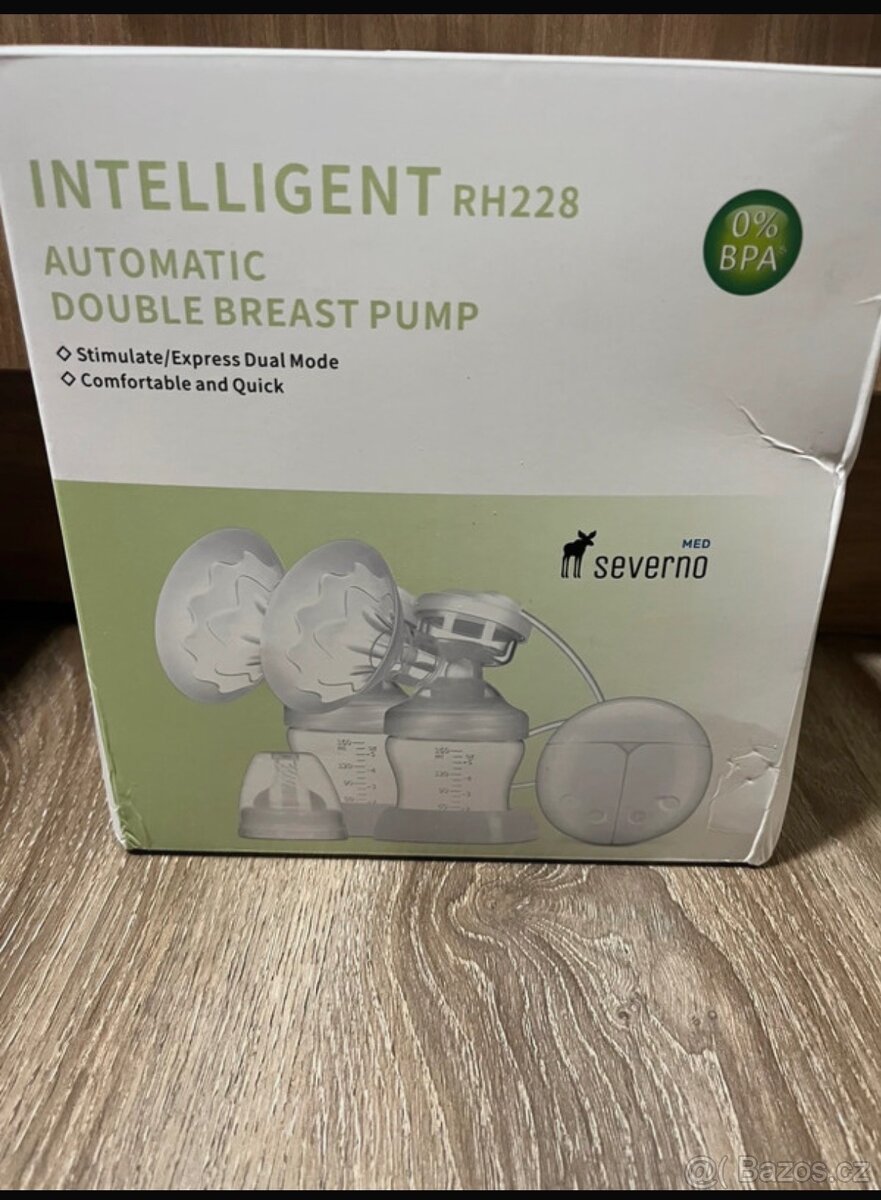 INTELLIGENT RH228
0%
BPA
AUTOMATIC
DOUBLE BREAST PUMP
◇ Stimulate/Express Dual Mode
◇ Comfortable and Quick
MED
severno
@( Bazos.cz